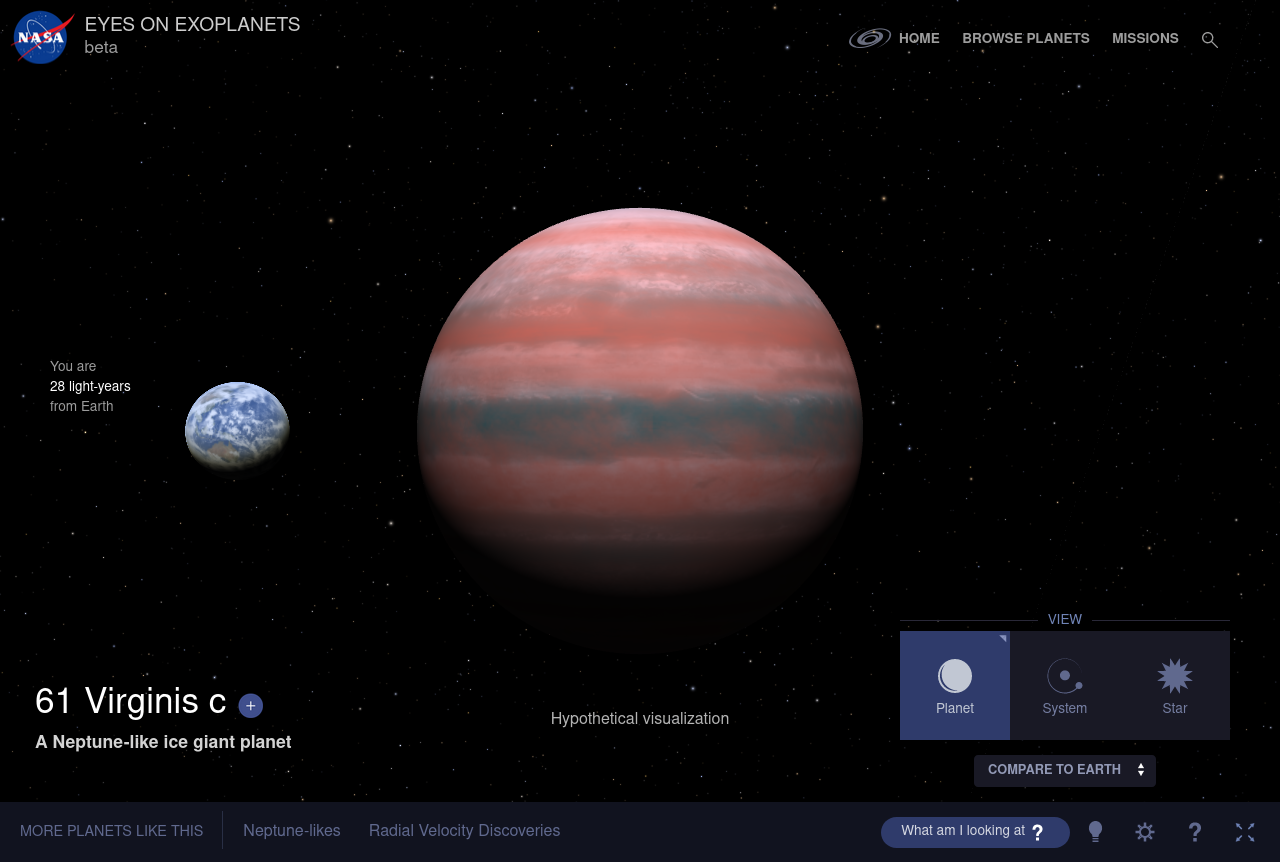 NASA
EYES ON EXOPLANETS
beta
HOME
BROWSE PLANETS
MISSIONS
You are
28 light-years
from Earth
VIEW
Planet
System
Star
61 Virginis c +
A Neptune-like ice giant planet
Hypothetical visualization
COMPARE TO EARTH
MORE PLANETS LIKE THIS
Neptune-likes
Radial Velocity Discoveries
What am I looking at ?
?